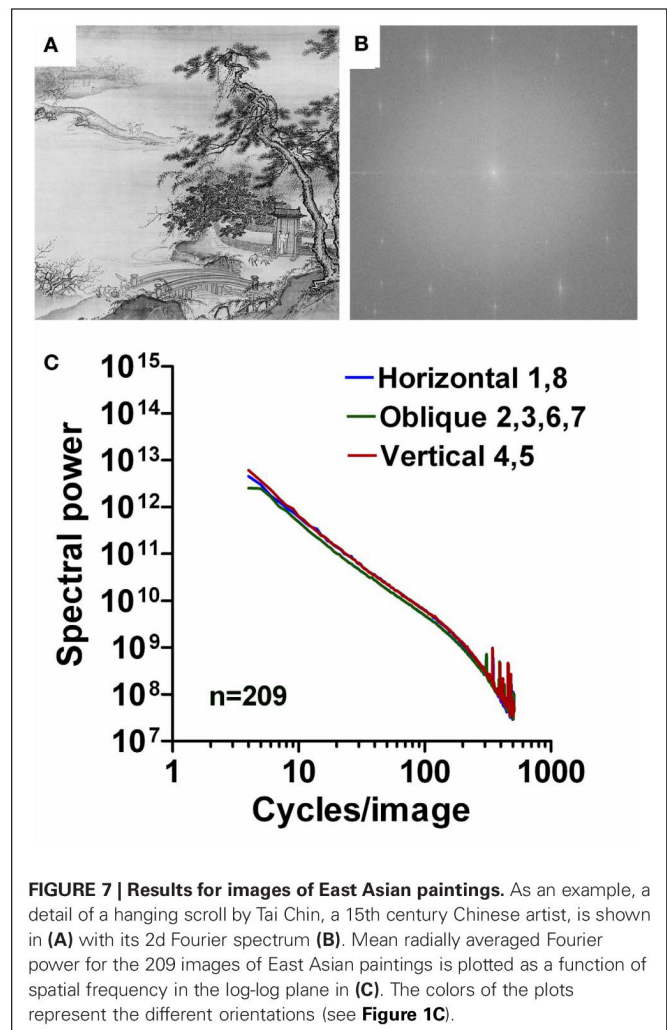 A
B
C
10^15
10^14
10^13
10^12
10^11
10^10
10^9
10^8
10^7
Spectral power
Horizontal 1,8
Oblique 2,3,6,7
Vertical 4,5
n=209
1
10
100
1000
Cycles/image
FIGURE 7 | Results for images of East Asian paintings. As an example, a
detail of a hanging scroll by Tai Chin, a 15th century Chinese artist, is shown
in (A) with its 2d Fourier spectrum (B). Mean radially averaged Fourier
power for the 209 images of East Asian paintings is plotted as a function of
spatial frequency in the log-log plane in (C). The colors of the plots
represent the different orientations (see Figure 1C).